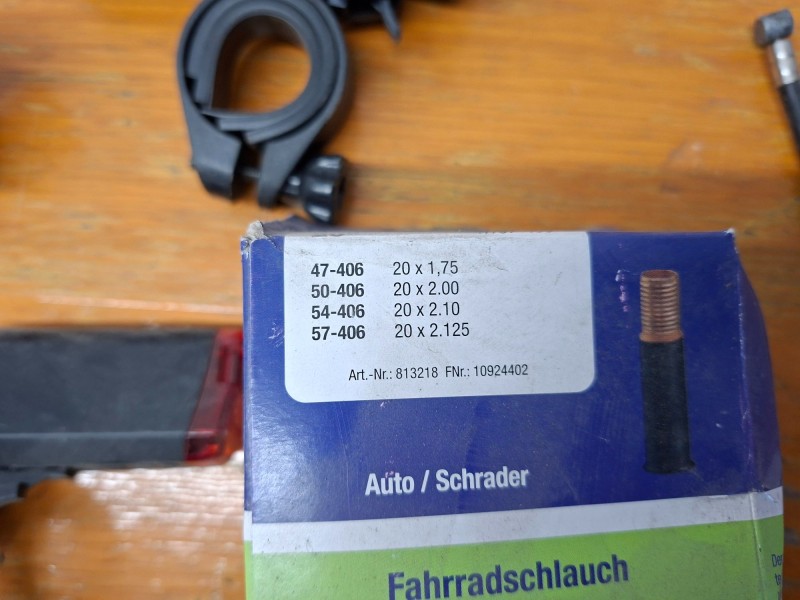 47-406 20 x 1,75
50-406 20 x 2.00
54-406 20 x 2.10
57-406 20 x 2.125
Art.-Nr.: 813218 FNr.: 10924402
Auto / Schrader
Fahrradschlauch